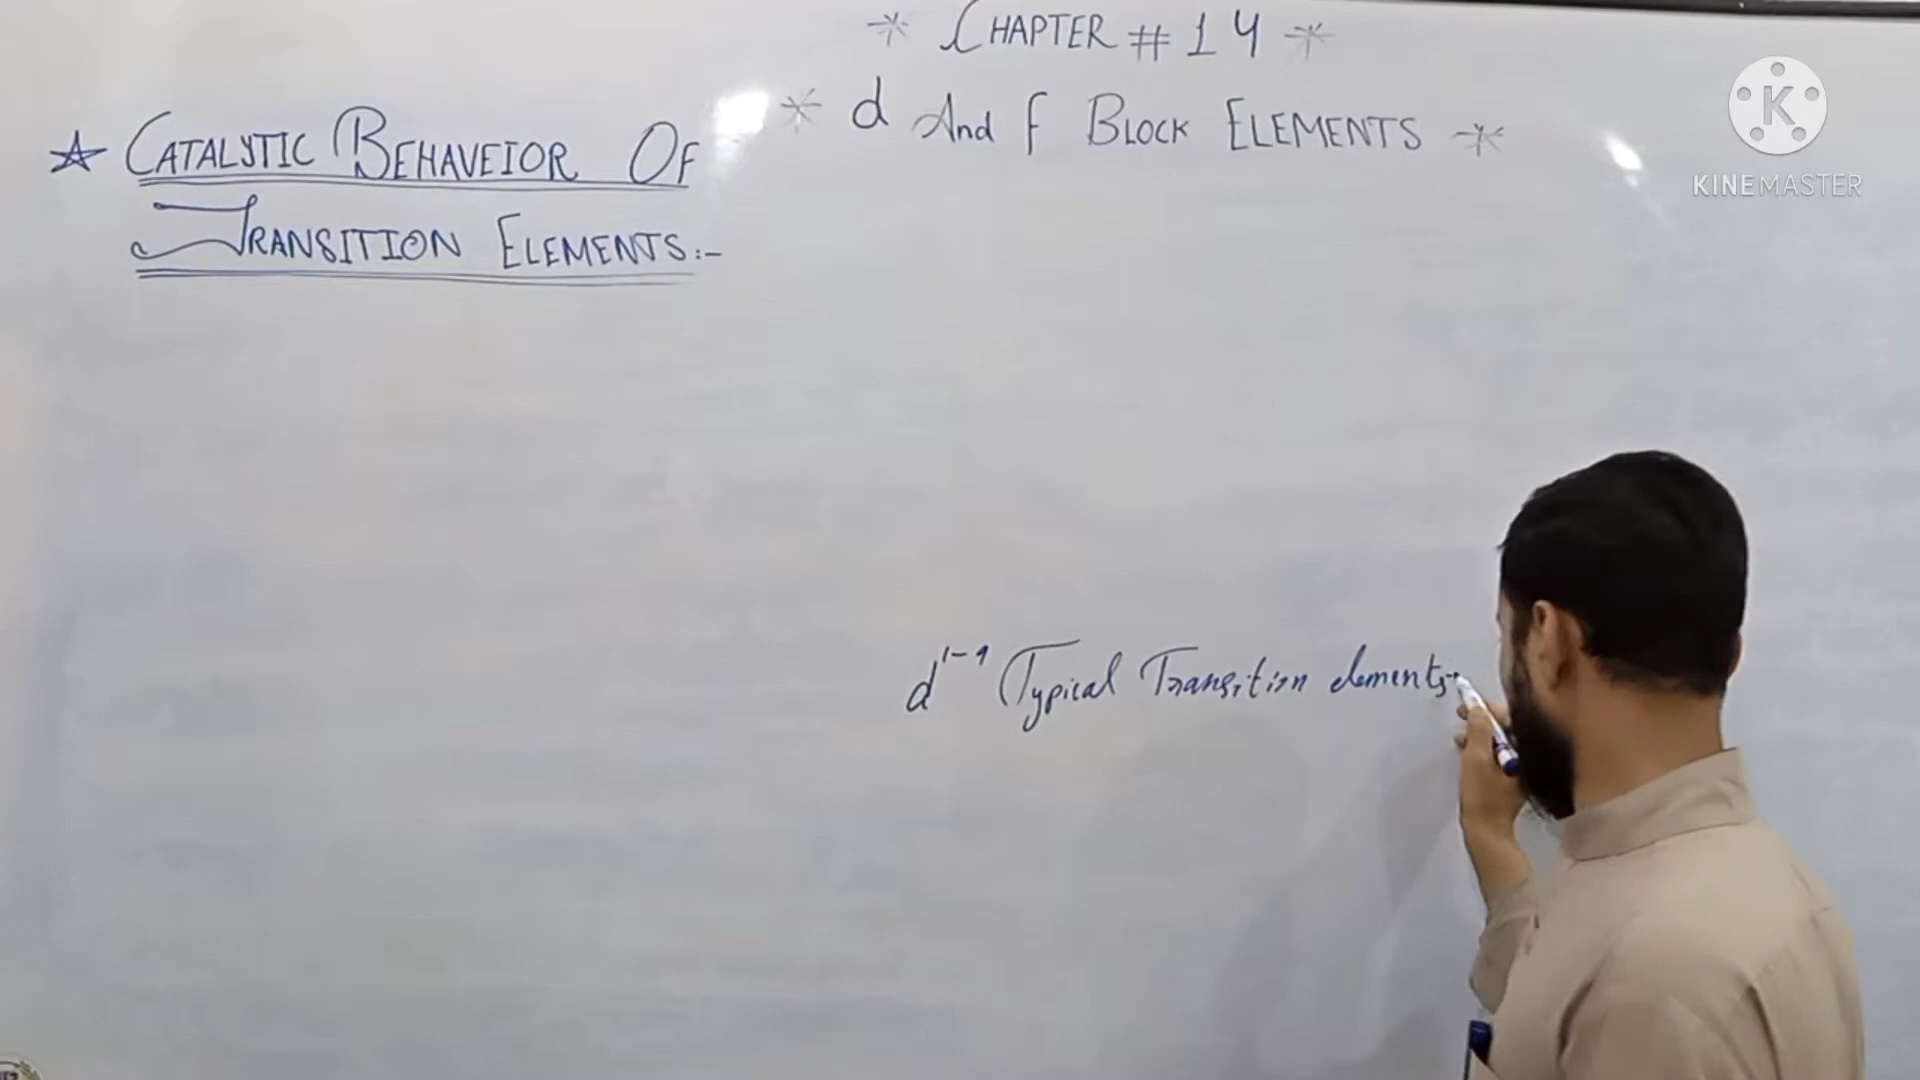 * CHAPTER # 14 *
* d And f BLOCK ELEMENTS *
☆ CATALYTIC BEHAVEIOR OF
TRANSITION ELEMENTS:-
d¹⁻⁹ Typical Transition elements
KINEMASTER